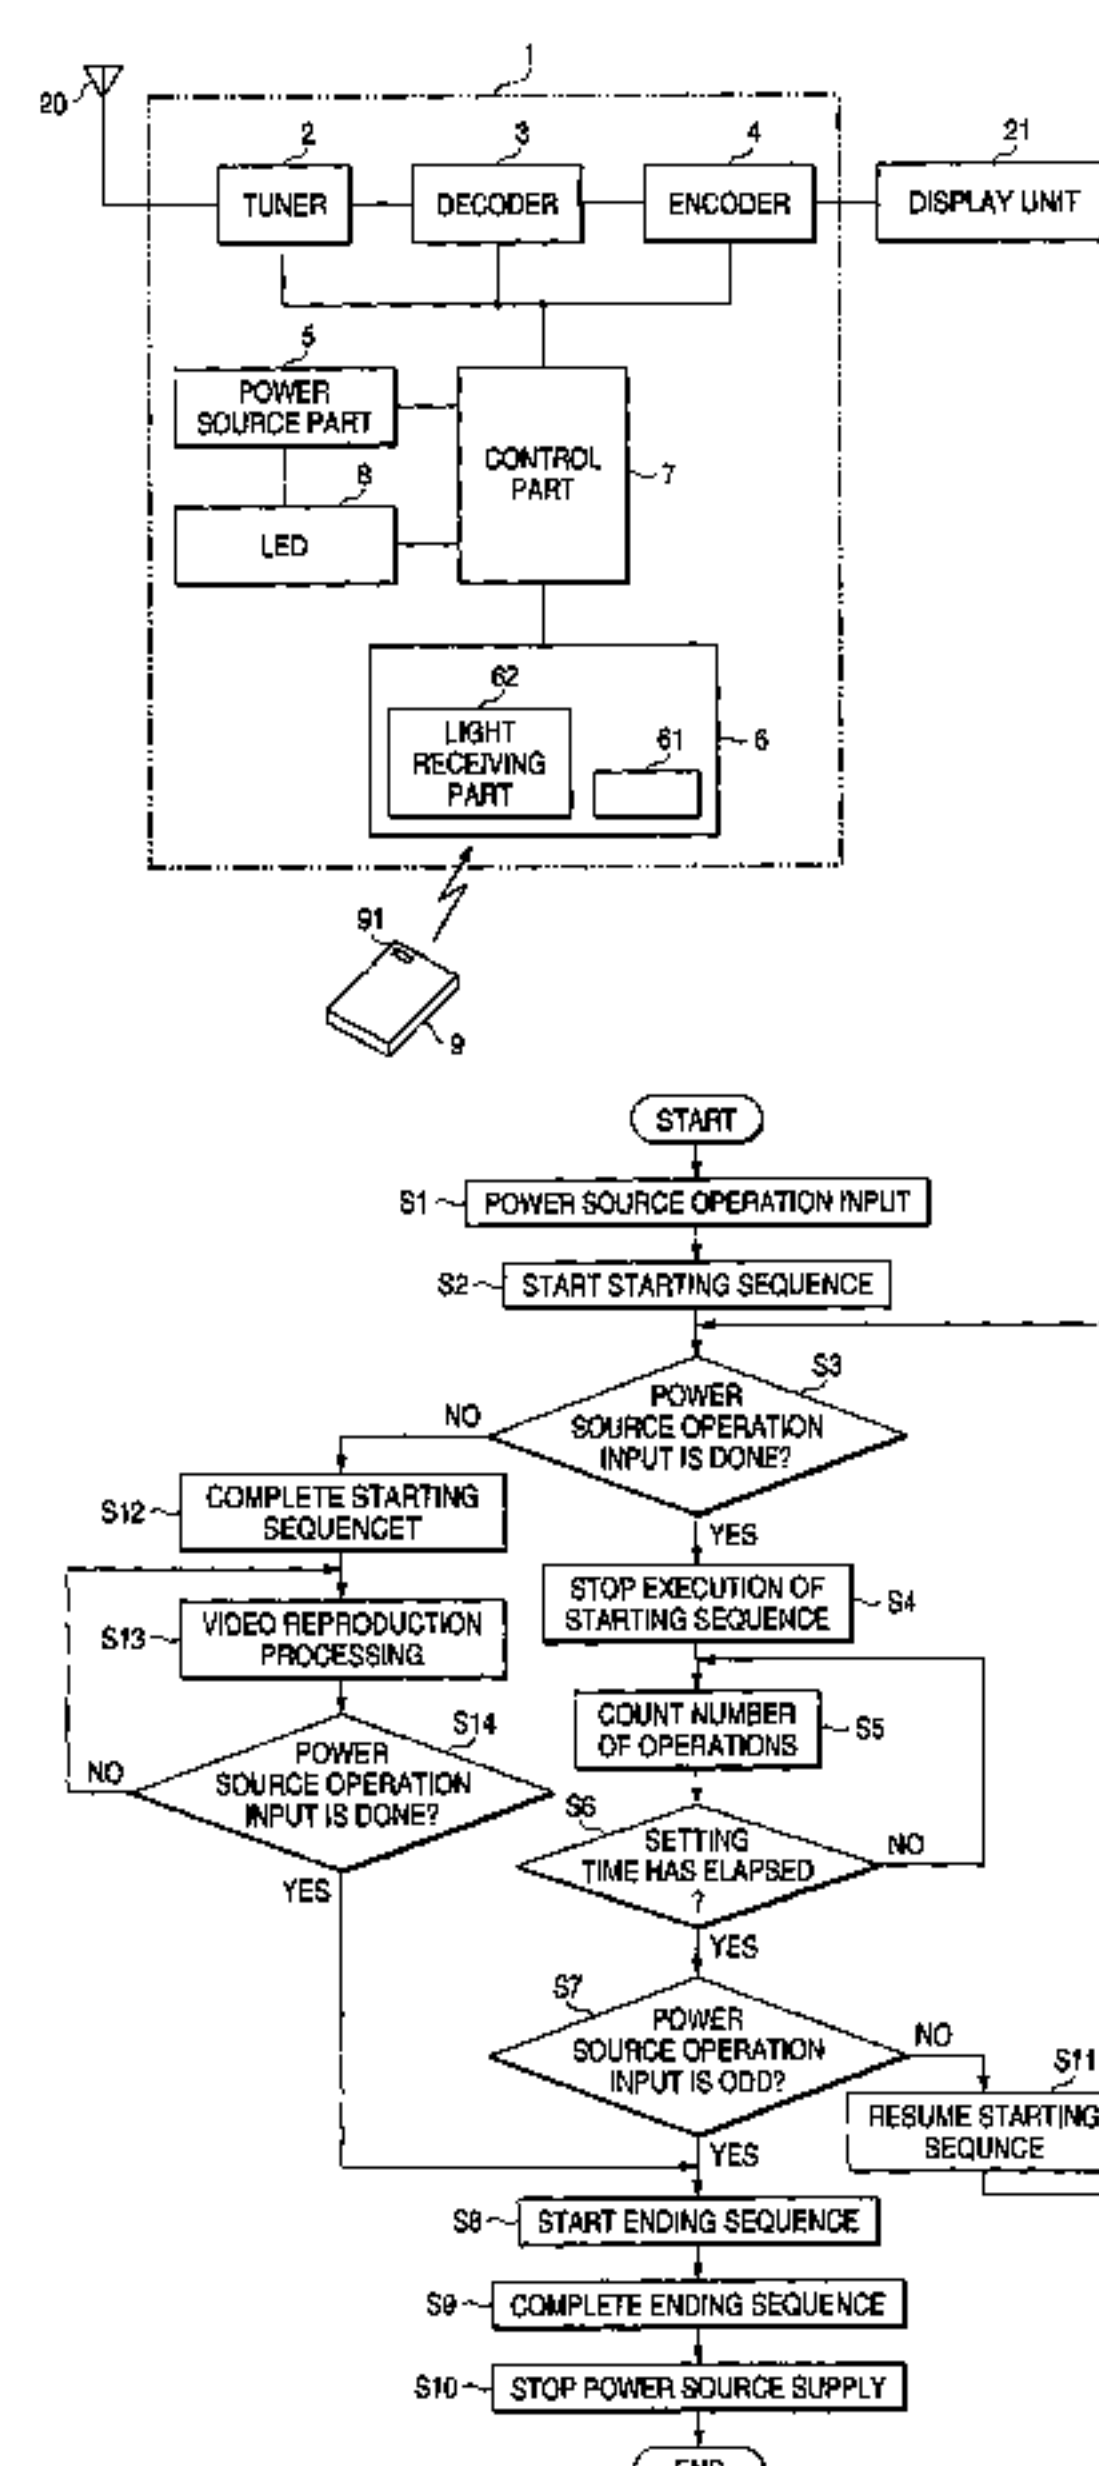 1
20
2
3
4
21
TUNER
DECODER
ENCODER
DISPLAY UNIT
5
POWER
SOURCE PART
CONTROL
PART
7
8
LED
62
LIGHT
RECEIVING
PART
61
6
91
9
START
S1
POWER SOURCE OPERATION INPUT
S2
START STARTING SEQUENCE
S3
POWER
SOURCE OPERATION
INPUT IS DONE?
NO
YES
S12
COMPLETE STARTING
SEQUENCET
STOP EXECUTION OF
STARTING SEQUENCE
S4
S13
VIDEO REPRODUCTION
PROCESSING
COUNT NUMBER
OF OPERATIONS
S5
S14
POWER
SOURCE OPERATION
INPUT IS DONE?
NO
YES
S6
SETTING
TIME HAS ELAPSED
?
NO
YES
S7
POWER
SOURCE OPERATION
INPUT IS ODD?
NO
YES
S11
RESUME STARTING
SEQUNCE
S8
START ENDING SEQUENCE
S9
COMPLETE ENDING SEQUENCE
S10
STOP POWER SOURCE SUPPLY
END